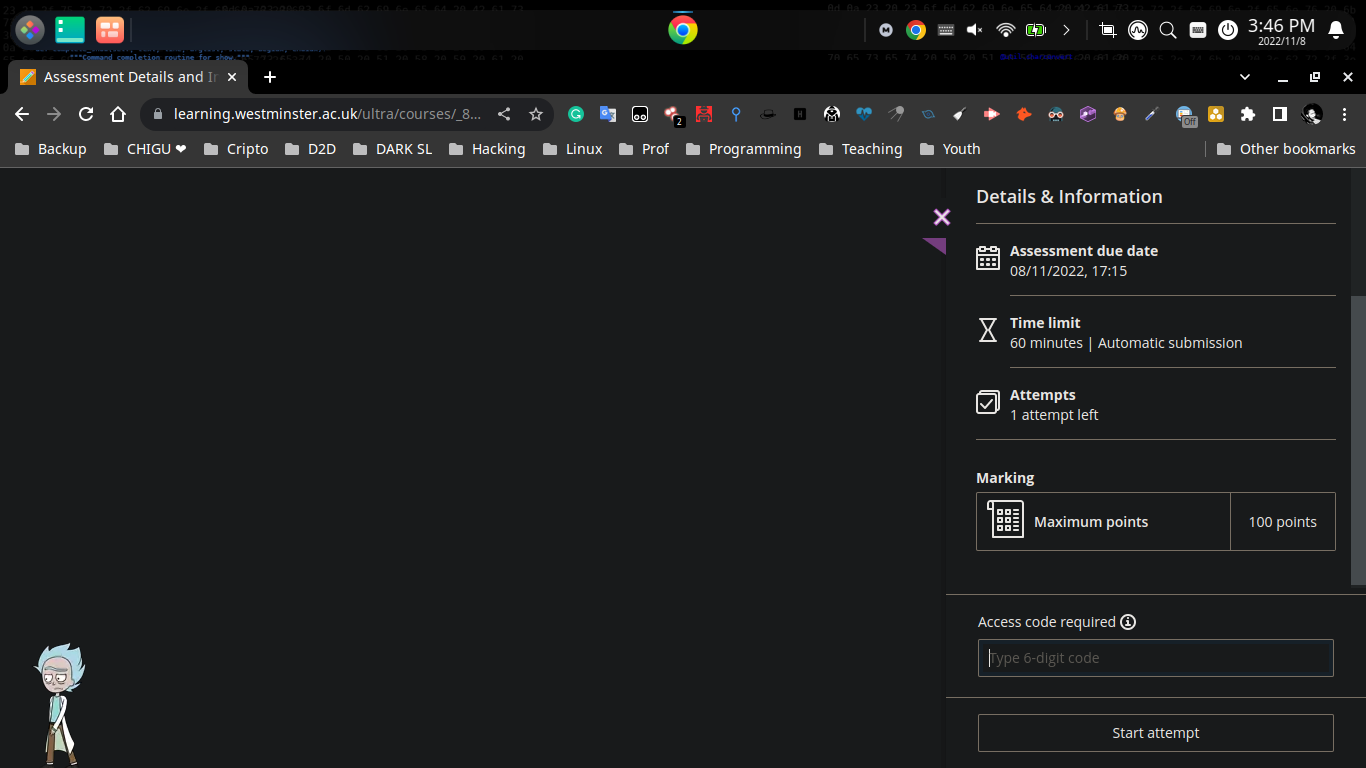 3:46 PM
2022/11/8
Assessment Details and Ir
learning.westminster.ac.uk/ultra/courses/_8...
2
Off
Backup
CHIGU ❤
Cripto
D2D
DARK SL
Hacking
Linux
Prof
Programming
Teaching
Youth
Other bookmarks
Details & Information
Assessment due date
08/11/2022, 17:15
Time limit
60 minutes | Automatic submission
Attempts
1 attempt left
Marking
Maximum points
100 points
Access code required
Type 6-digit code
Start attempt